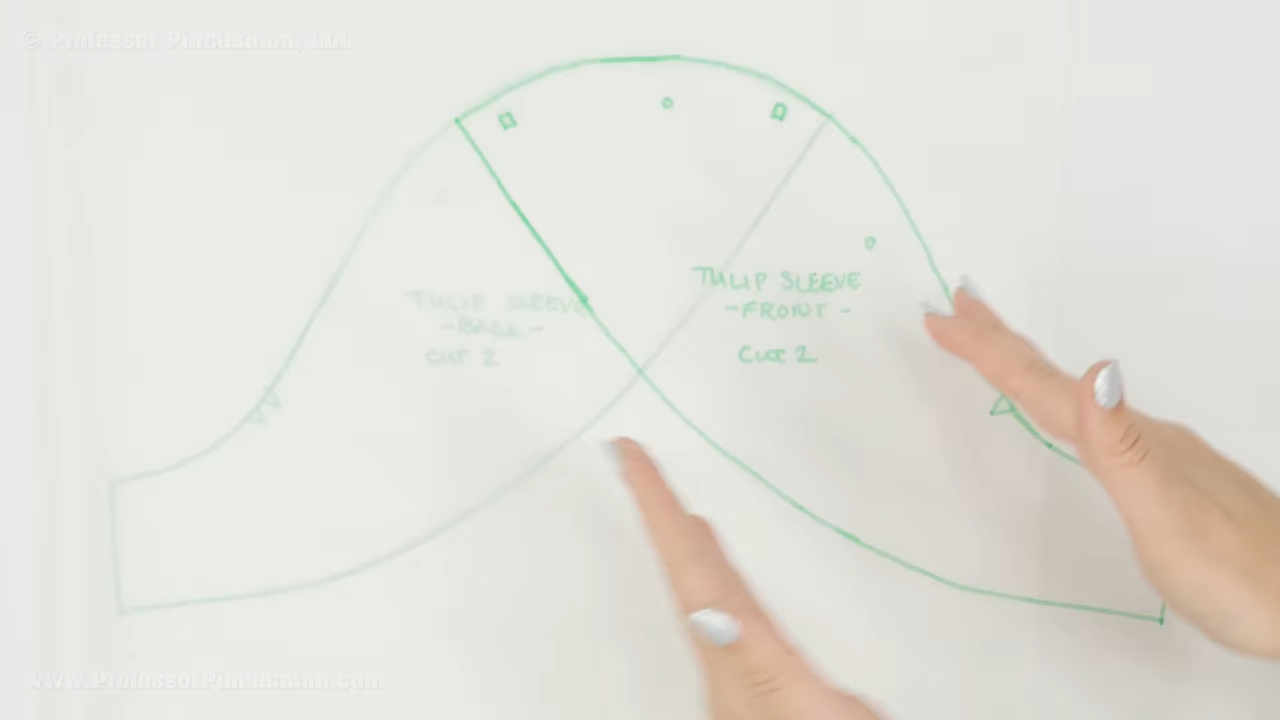 © Professor Pincushion, LLC
TULIP SLEEVE
-BACK-
CUT 2
TULIP SLEEVE
-FRONT-
CUT 2
www.ProfessorPincushion.com